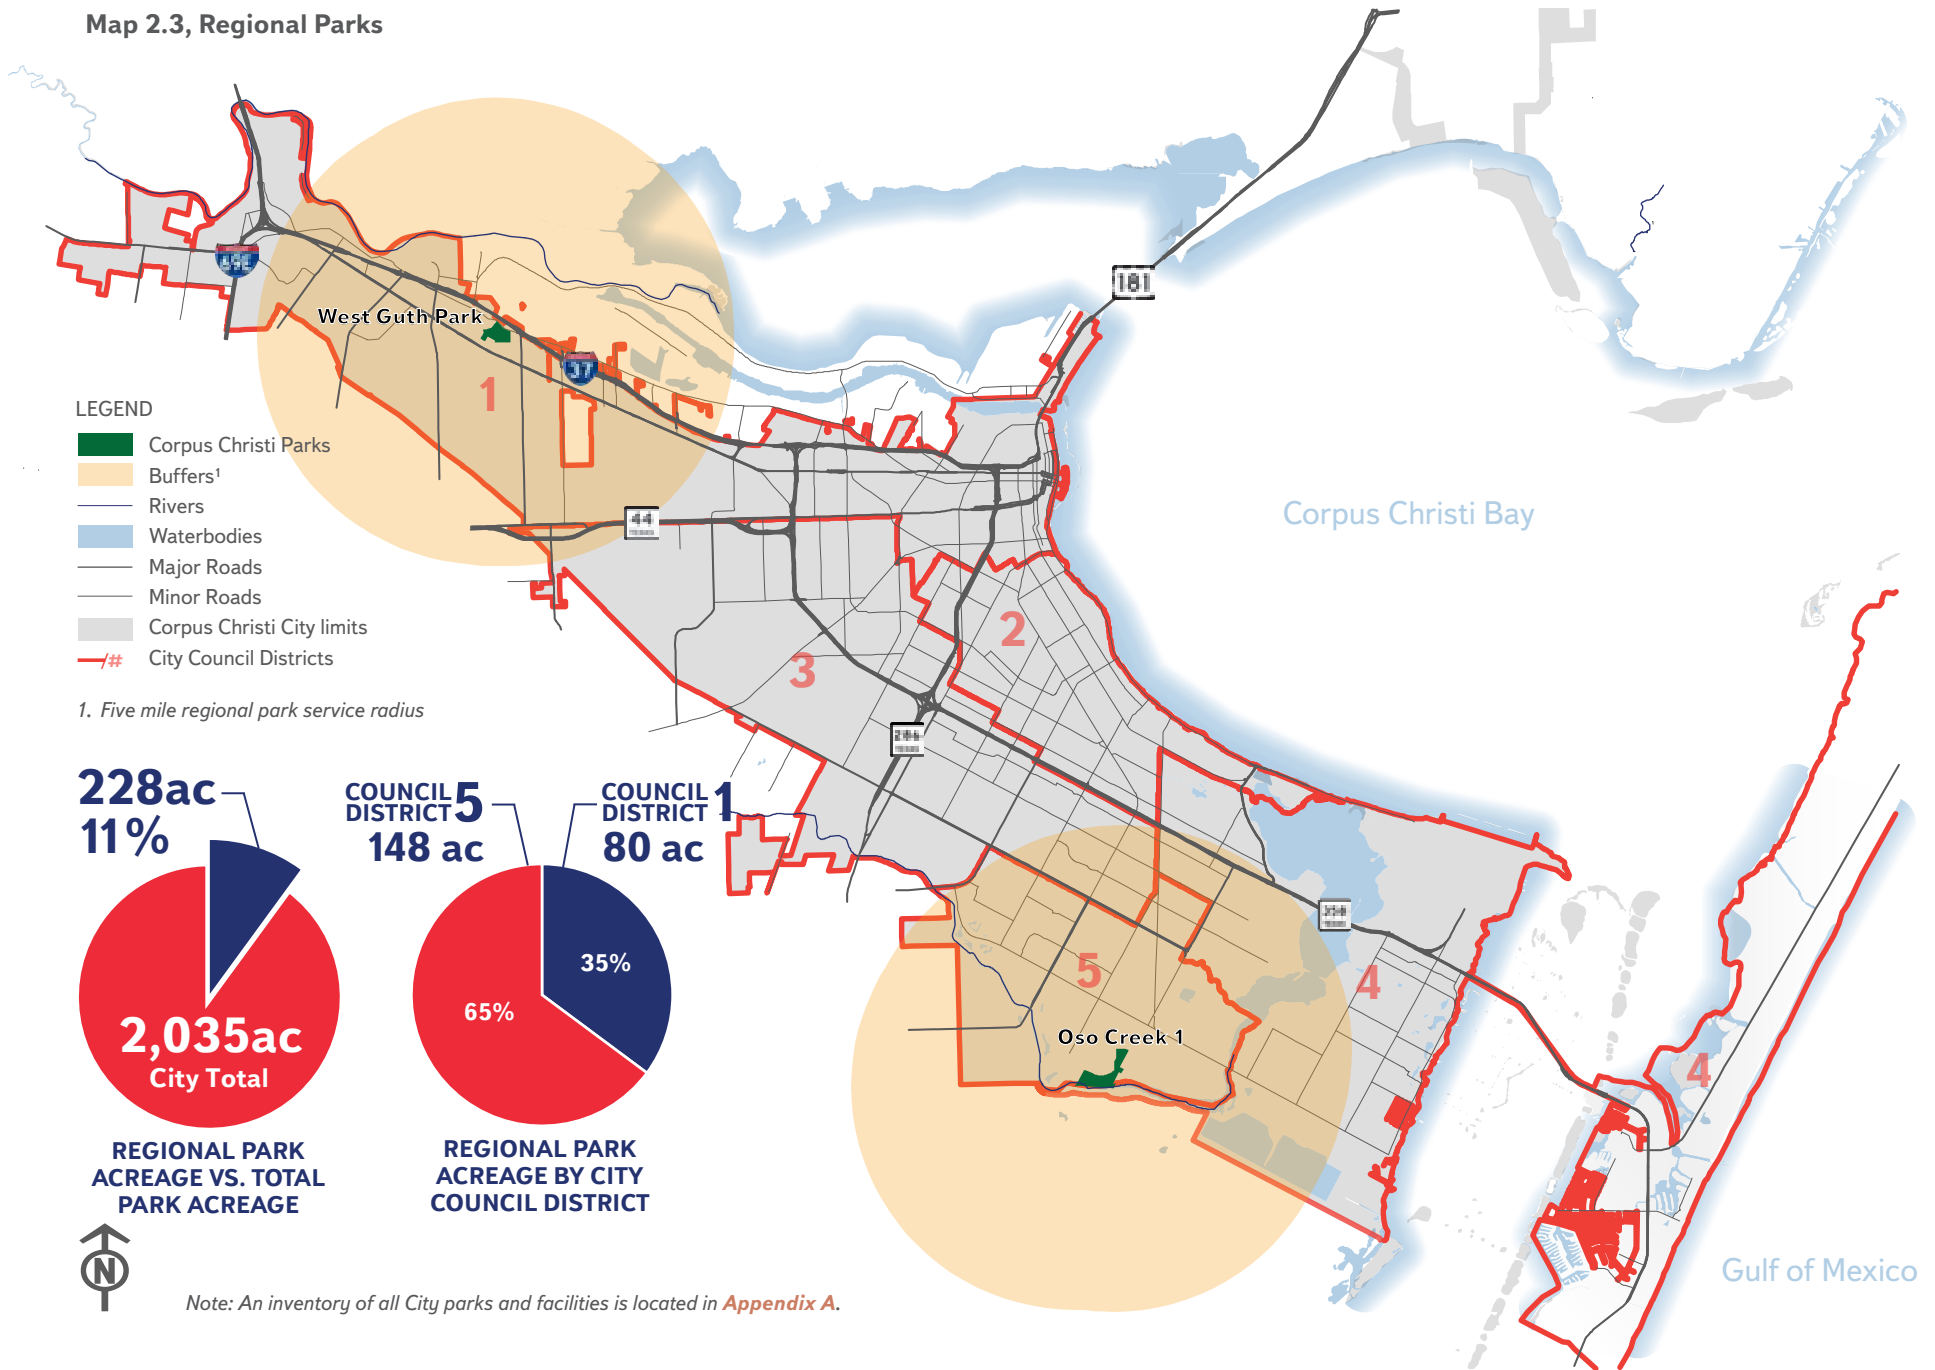 Map 2.3, Regional Parks
181
West Guth Park
37
1
LEGEND
Corpus Christi Parks
Buffers¹
Rivers
Waterbodies
Major Roads
Minor Roads
Corpus Christi City limits
/# City Council Districts
1. Five mile regional park service radius
44
Corpus Christi Bay
2
3
228ac
11%
2,035ac
City Total
REGIONAL PARK
ACREAGE VS. TOTAL
PARK ACREAGE
COUNCIL DISTRICT 5
148 ac
COUNCIL DISTRICT 1
80 ac
35%
65%
REGIONAL PARK
ACREAGE BY CITY
COUNCIL DISTRICT
5
4
Oso Creek 1
4
Gulf of Mexico
N
Note: An inventory of all City parks and facilities is located in Appendix A.